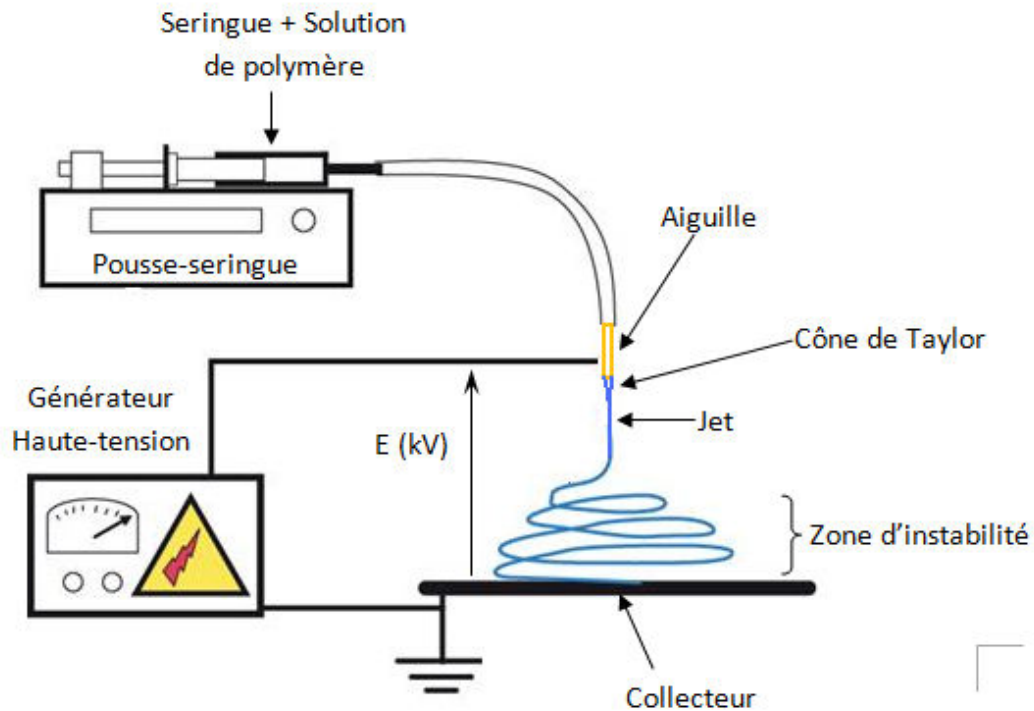 Seringue + Solution
de polymère
Aiguille
Pousse-seringue
Cône de Taylor
Générateur
Haute-tension
E (kV)
Jet
Zone d'instabilité
Collecteur